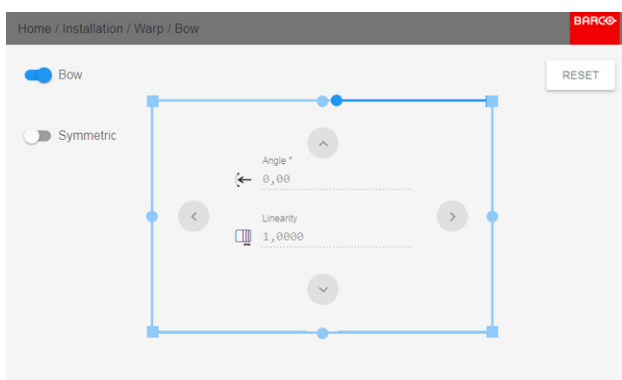 Home / Installation / Warp / Bow
BARCO
Bow
RESET
Symmetric
Angle *
0,00
Linearity
1,0000